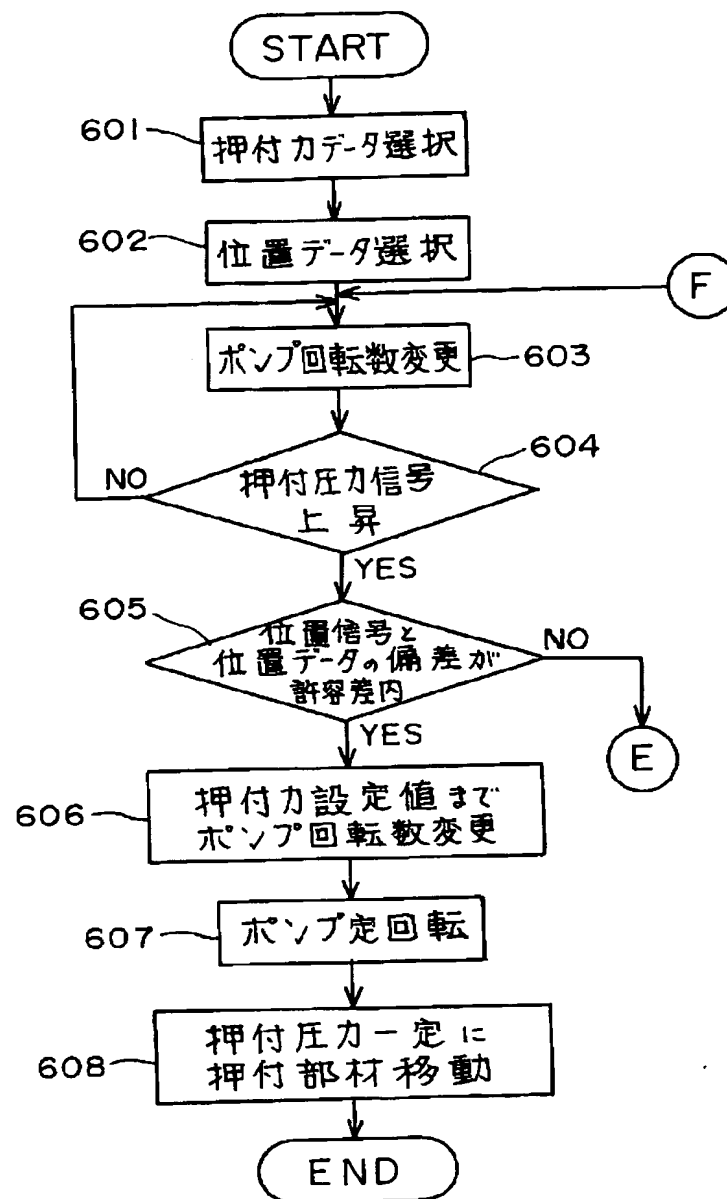 START
601
押付力データ選択
602
位置データ選択
F
ポンプ回転数変更
603
604
押付圧力信号
上昇
NO
YES
605
位置信号と
位置データの偏差が
許容差内
NO
YES
E
606
押付力設定値まで
ポンプ回転数変更
607
ポンプ定回転
608
押付圧力一定に
押付部材移動
END